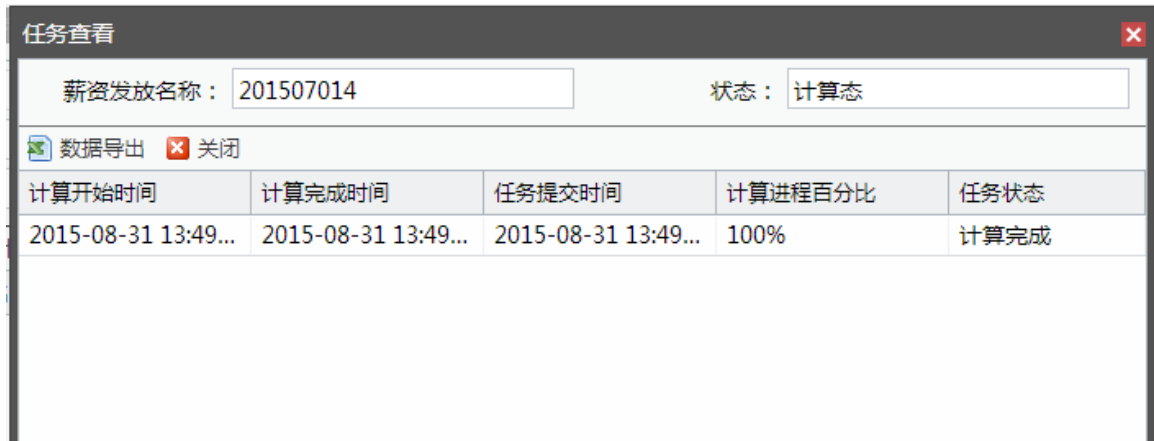 任务查看
薪资发放名称： 201507014 状态： 计算态
数据导出 关闭
计算开始时间 计算完成时间 任务提交时间 计算进程百分比 任务状态
2015-08-31 13:49... 2015-08-31 13:49... 2015-08-31 13:49... 100% 计算完成